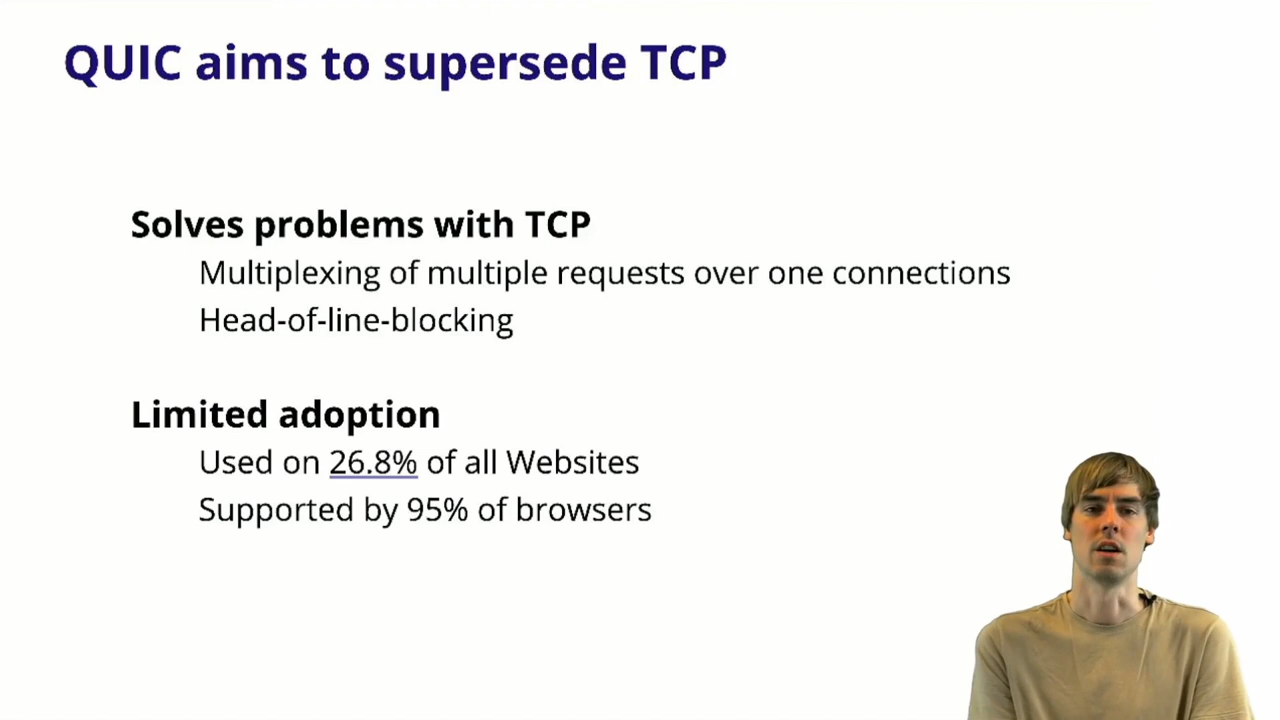 QUIC aims to supersede TCP
Solves problems with TCP
Multiplexing of multiple requests over one connections
Head-of-line-blocking
Limited adoption
Used on 26.8% of all Websites
Supported by 95% of browsers